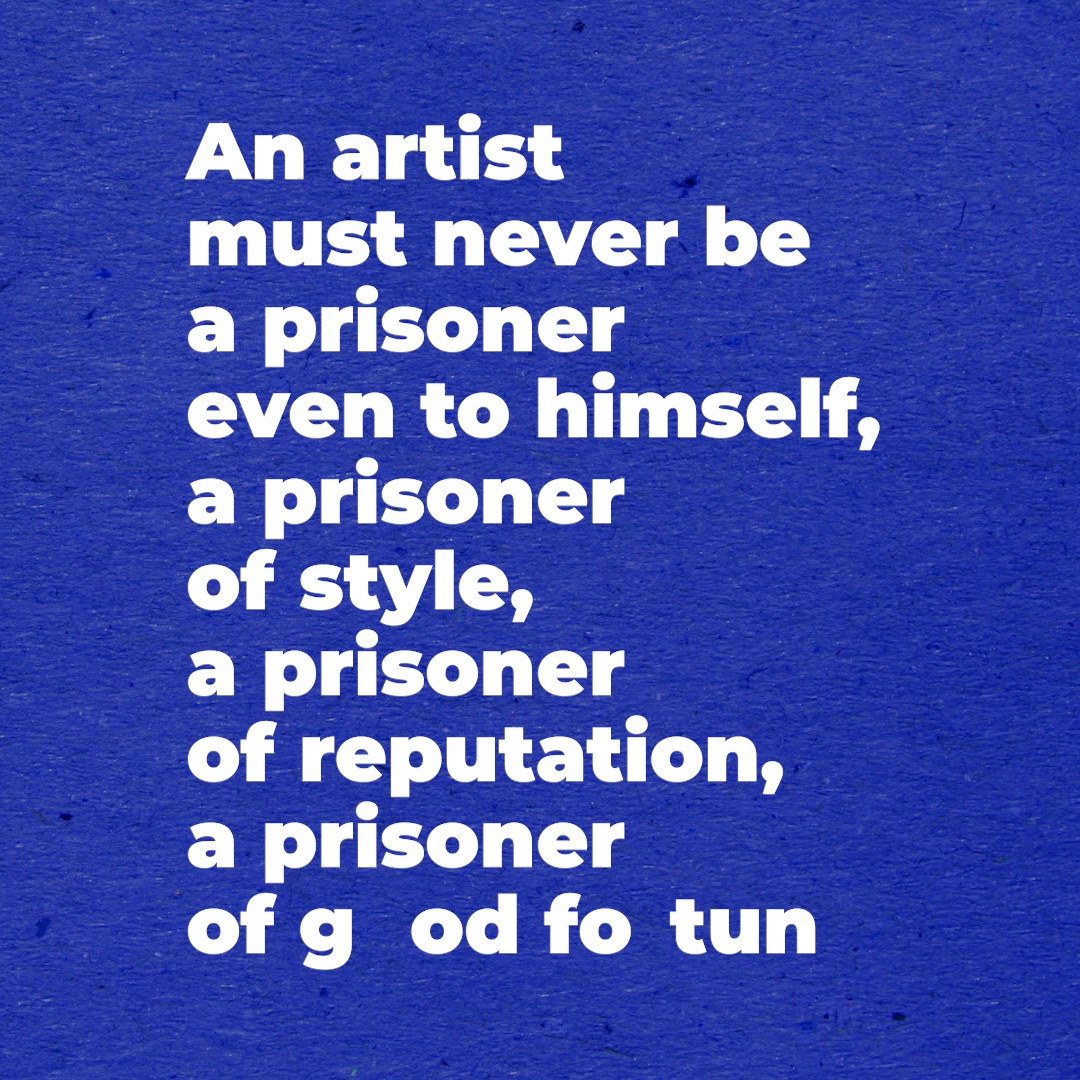 An artist
must never be
a prisoner
even to himself,
a prisoner
of style,
a prisoner
of reputation,
a prisoner
of g od fo tun